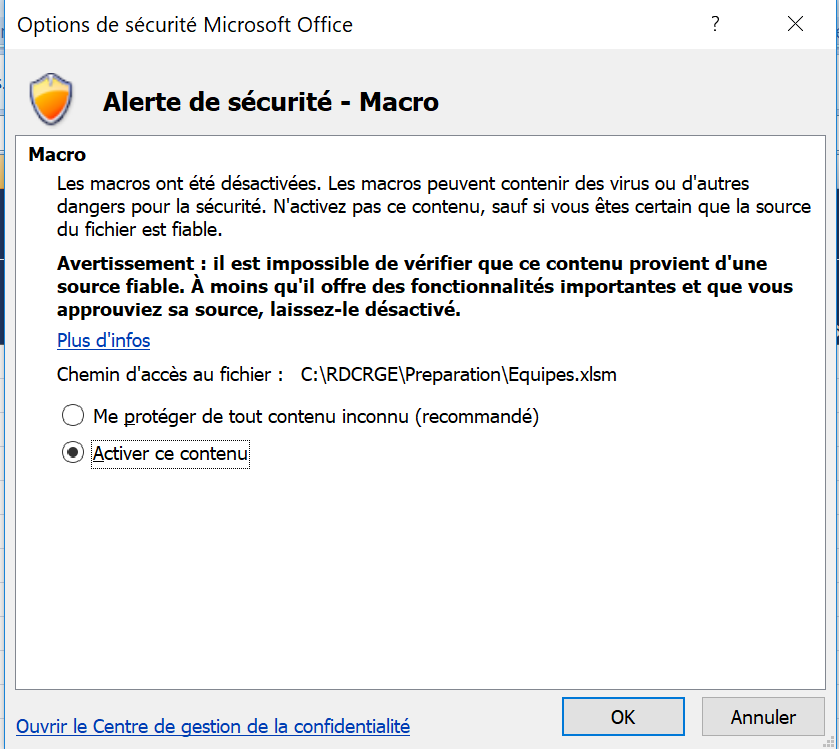 Options de sécurité Microsoft Office
?
Alerte de sécurité - Macro
Macro
Les macros ont été désactivées. Les macros peuvent contenir des virus ou d'autres
dangers pour la sécurité. N'activez pas ce contenu, sauf si vous êtes certain que la source
du fichier est fiable.
Avertissement : il est impossible de vérifier que ce contenu provient d'une
source fiable. À moins qu'il offre des fonctionnalités importantes et que vous
approuviez sa source, laissez-le désactivé.
Plus d'infos
Chemin d'accès au fichier : C:\RDCRGE\Preparation\Equipes.xlsm
Me protéger de tout contenu inconnu (recommandé)
Activer ce contenu
Ouvrir le Centre de gestion de la confidentialité
OK
Annuler